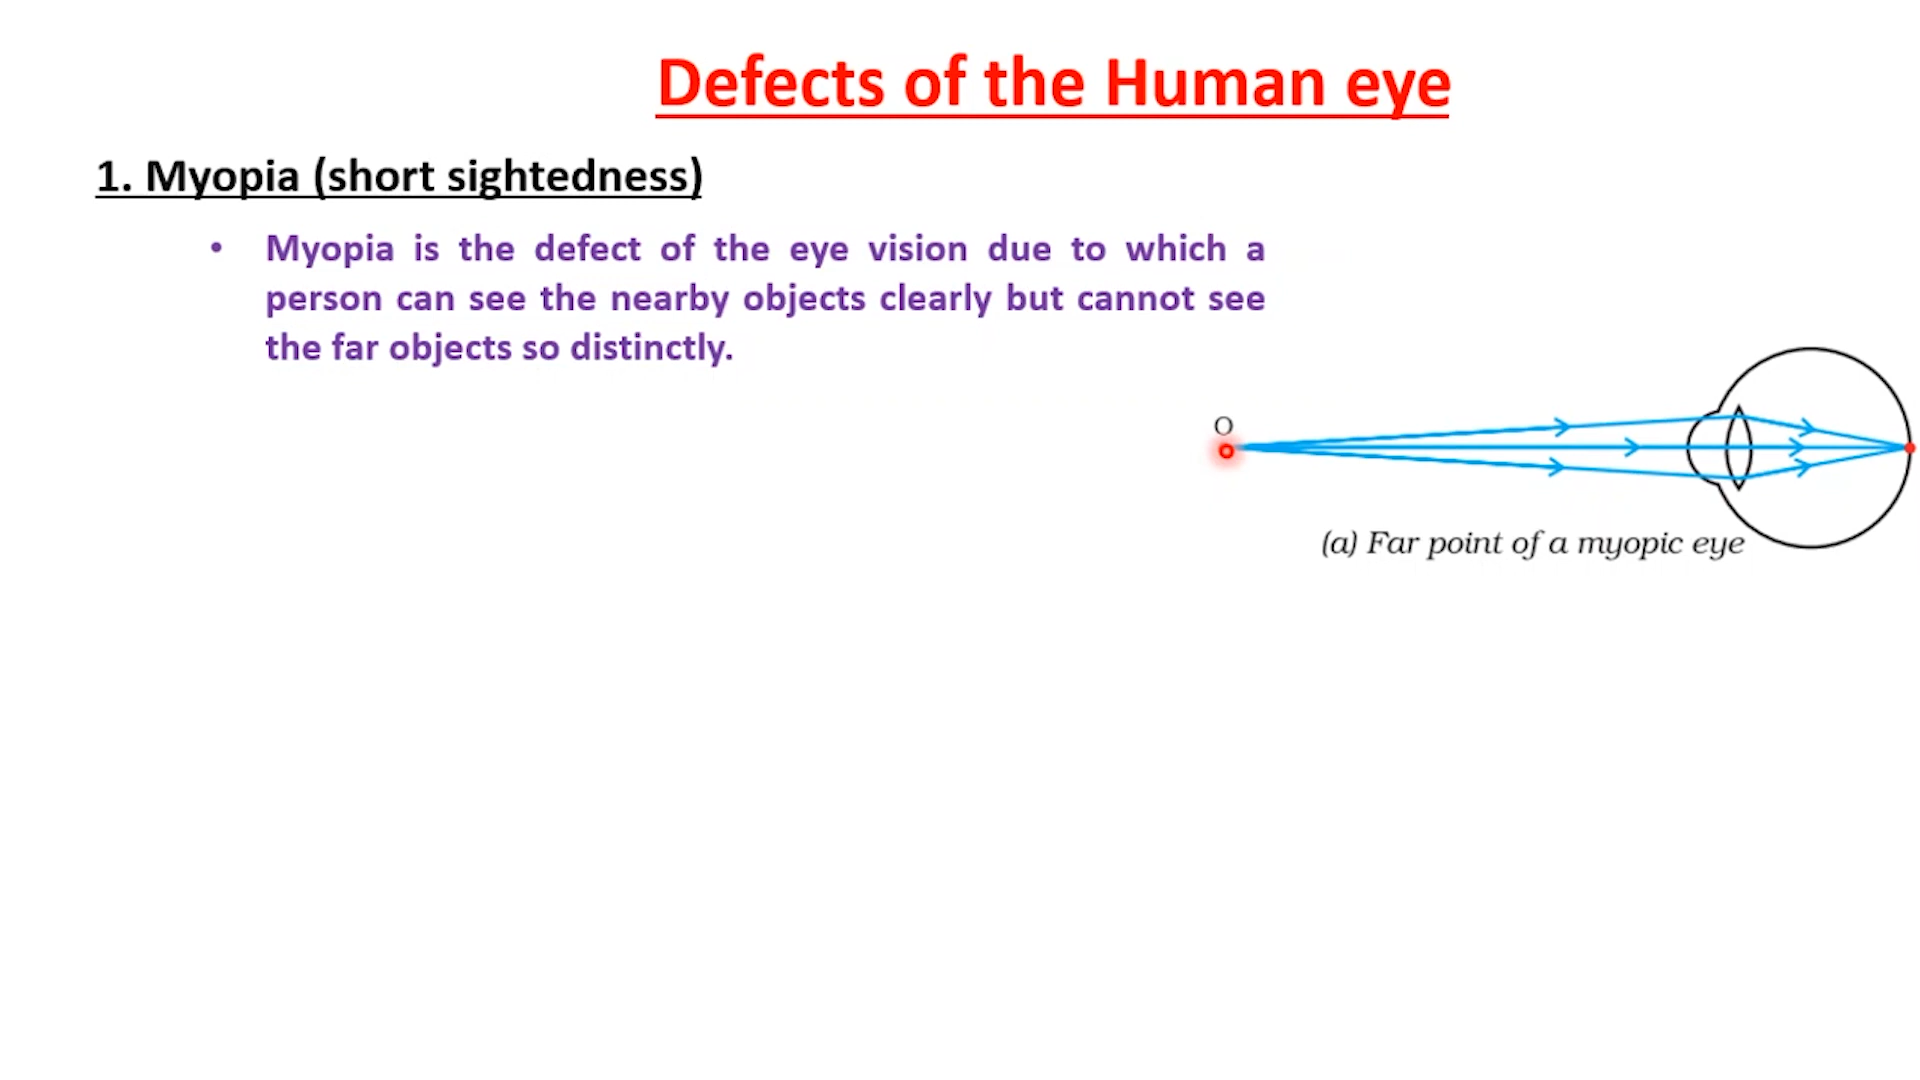 Defects of the Human eye
1. Myopia (short sightedness)
• Myopia is the defect of the eye vision due to which a
person can see the nearby objects clearly but cannot see
the far objects so distinctly.
O
(a) Far point of a myopic eye